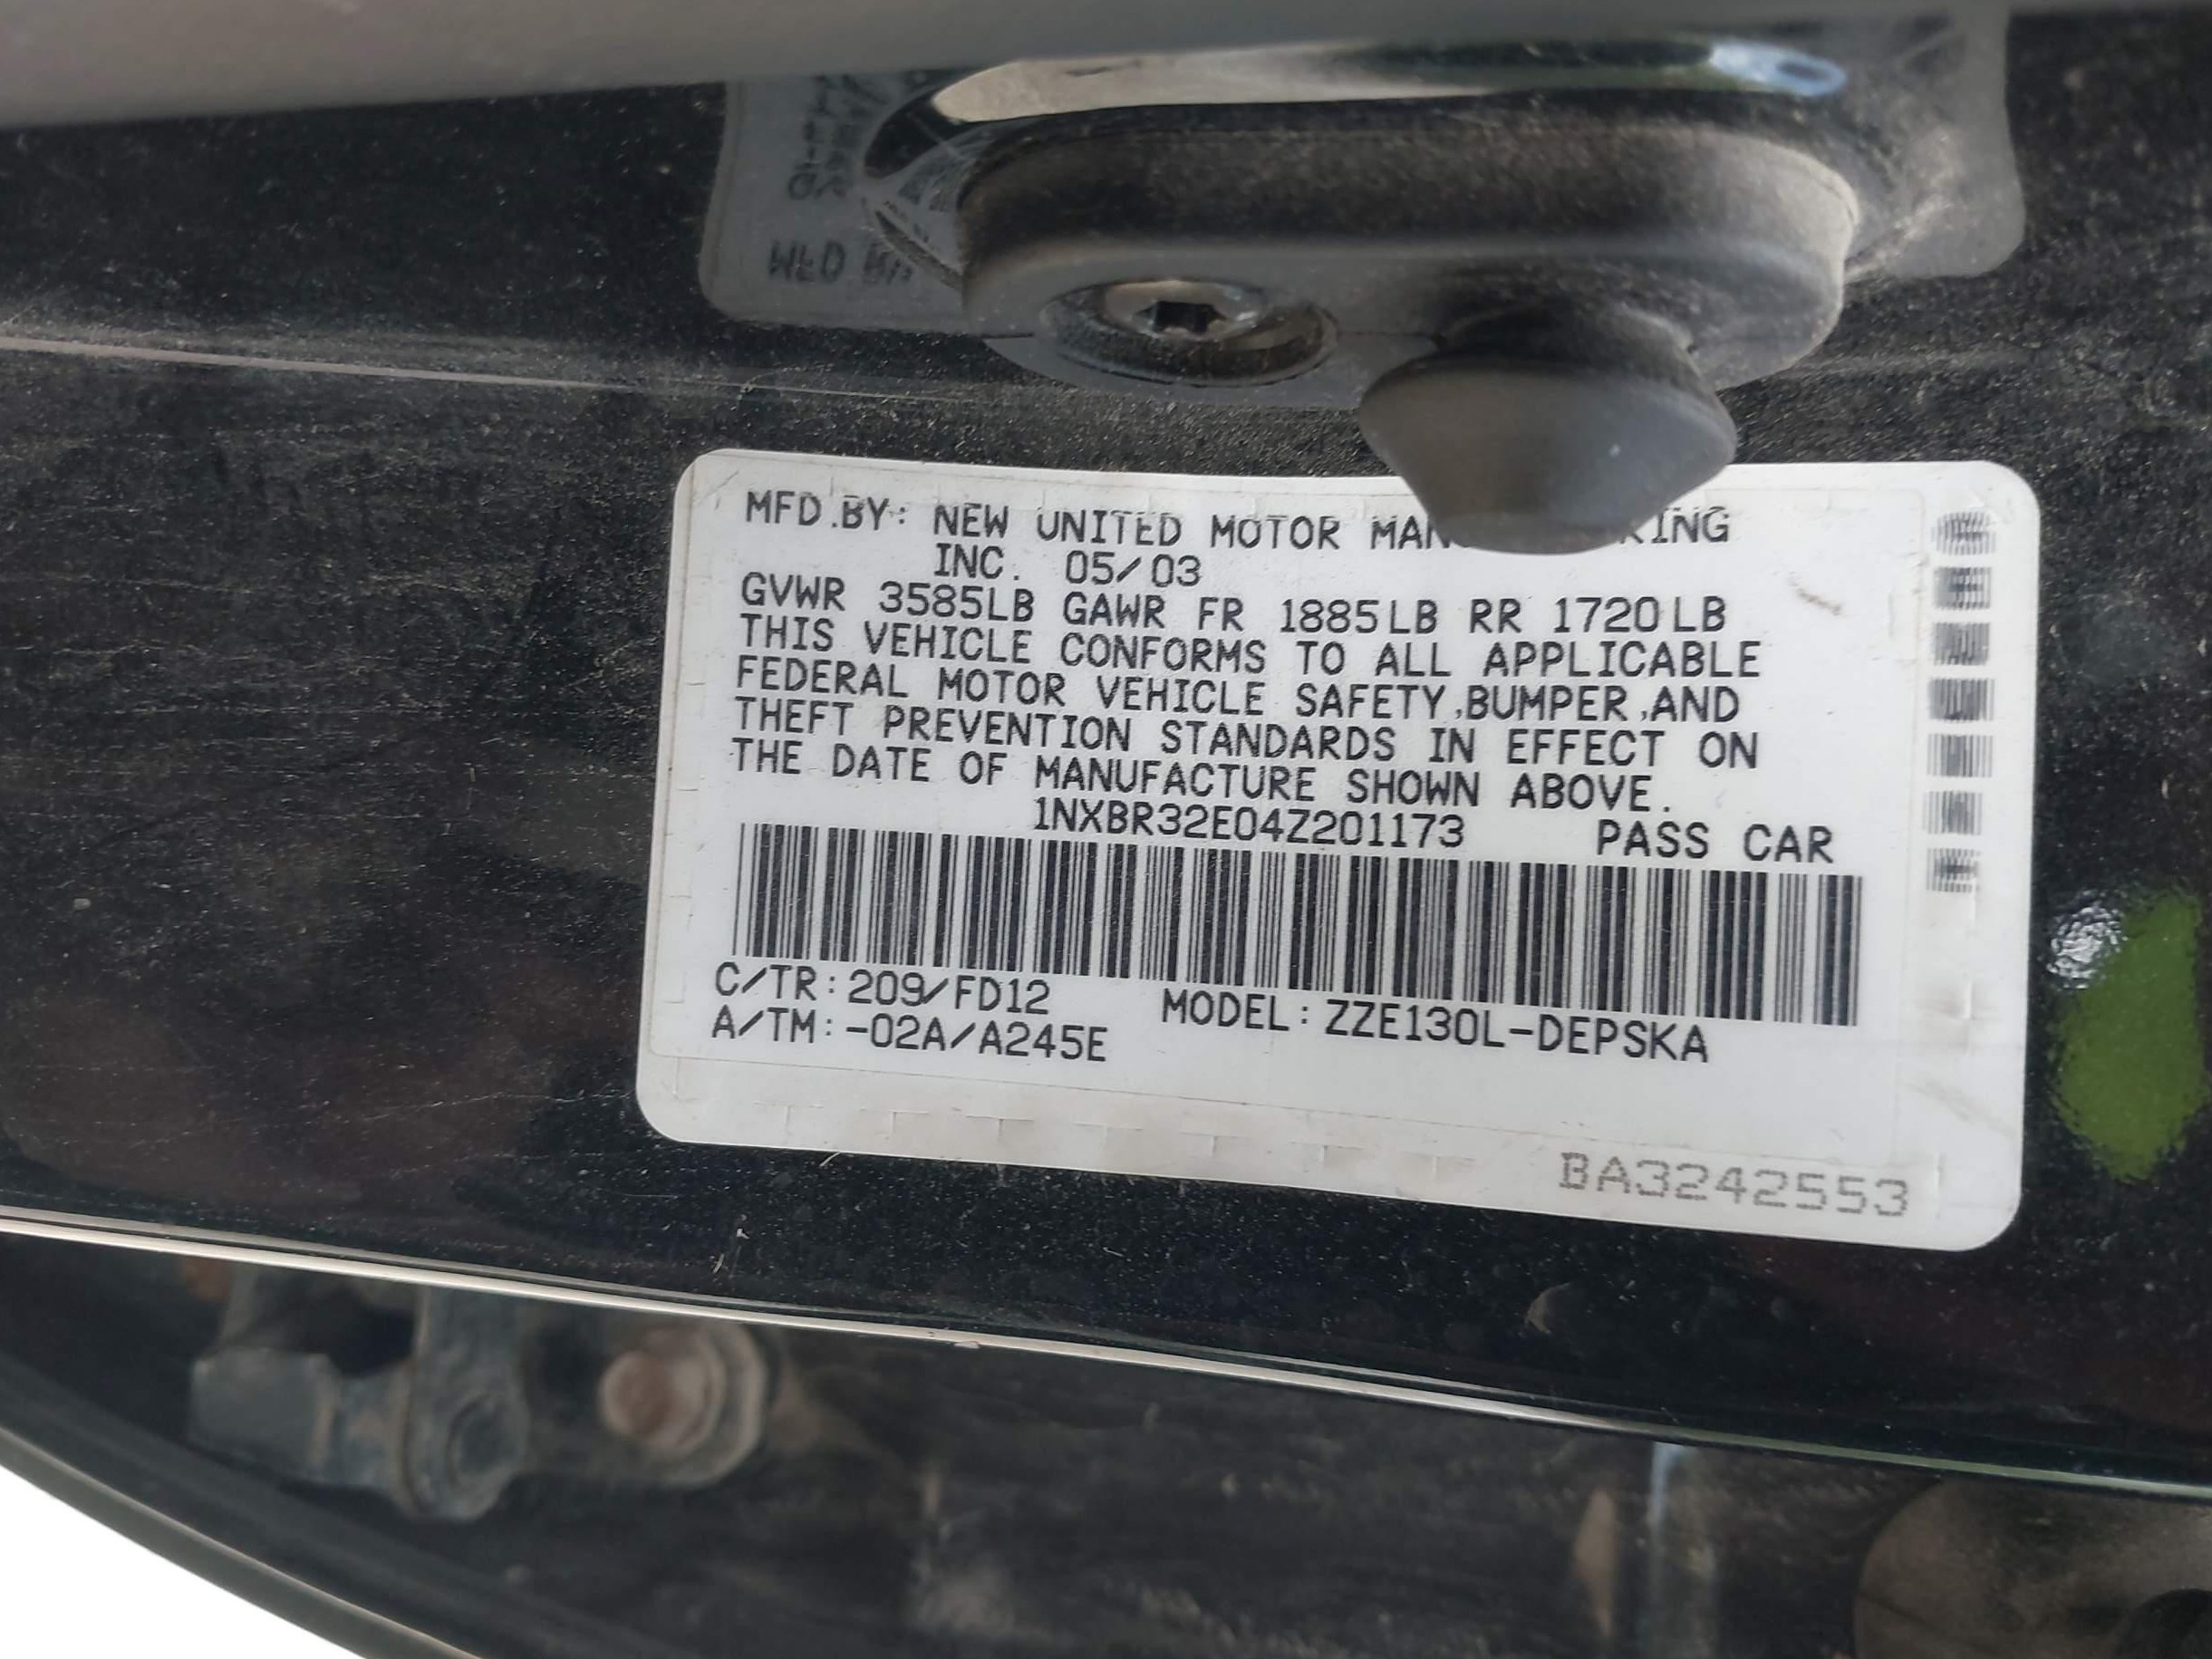 MFD.BY: NEW UNITED MOTOR
INC. 05/03
GVWR 3585LB GAWR FR 1885LB RR 1720LB
THIS VEHICLE CONFORMS TO ALL APPLICABLE
FEDERAL MOTOR VEHICLE SAFETY,BUMPER,AND
THEFT PREVENTION STANDARDS IN EFFECT ON
THE DATE OF MANUFACTURE SHOWN ABOVE.
1NXBR32E04Z201173 PASS CAR
C/TR:209/FD12 MODEL:ZZE130L-DEPSKA
A/TM:-02A/A245E
BA3242553